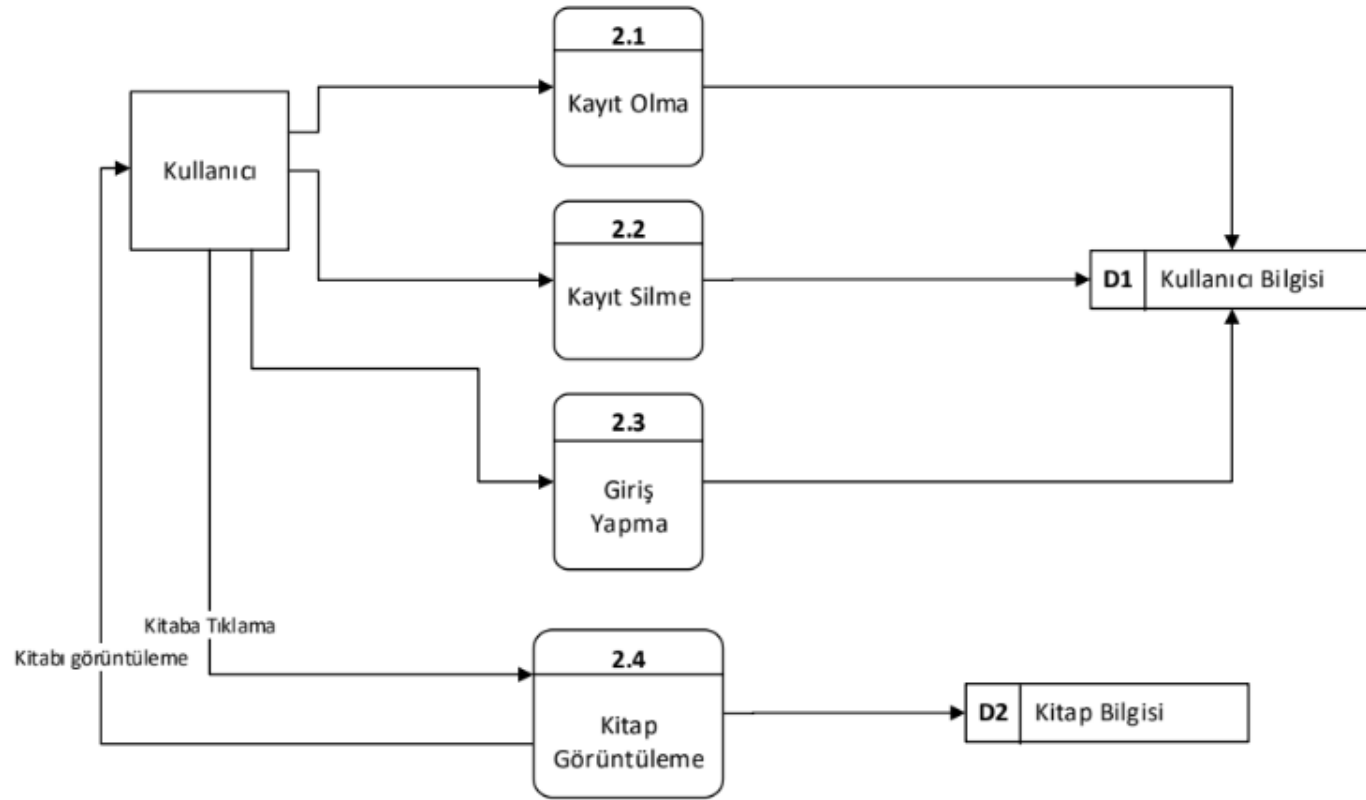 2.1
Kayıt Olma
Kullanıcı
2.2
Kayıt Silme
D1 Kullanıcı Bilgisi
2.3
Giriş
Yapma
Kitaba Tıklama
Kitabı görüntüleme
2.4
Kitap
Görüntüleme
D2 Kitap Bilgisi